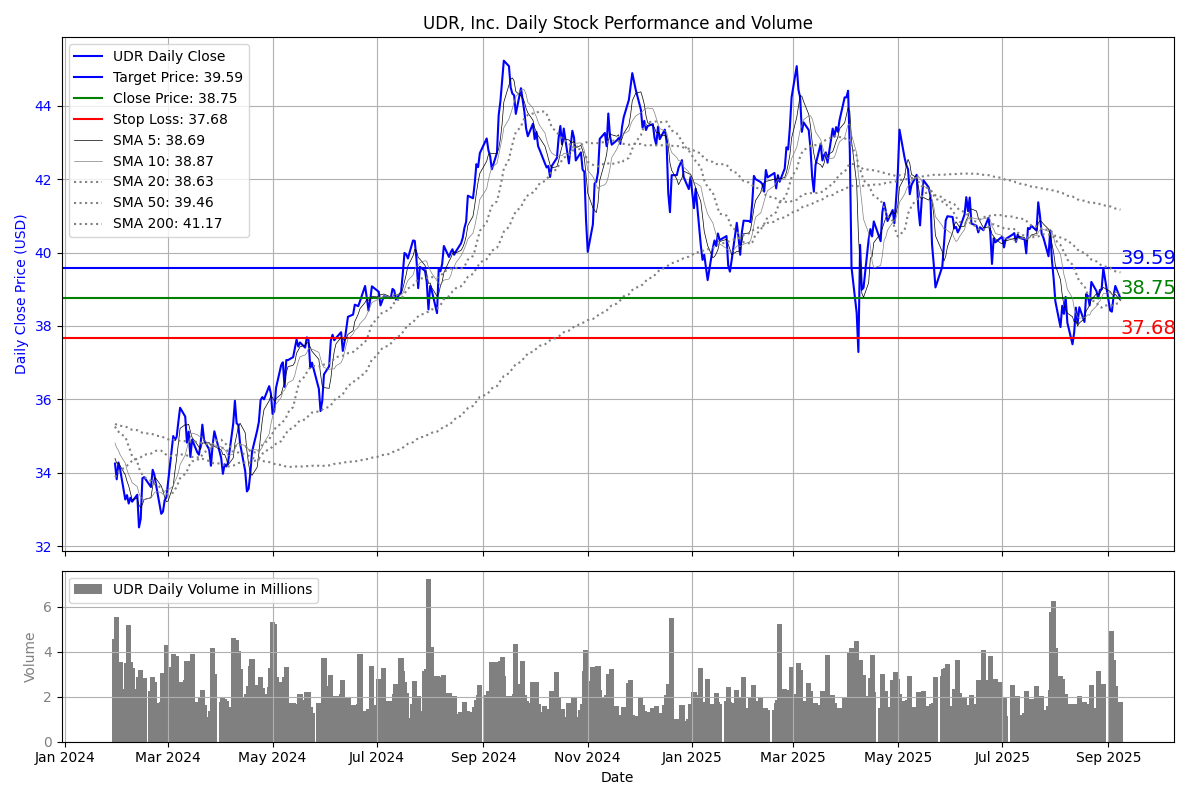 UDR, Inc. Daily Stock Performance and Volume
UDR Daily Close
Target Price: 39.59
Close Price: 38.75
Stop Loss: 37.68
SMA 5: 38.69
SMA 10: 38.87
SMA 20: 38.63
SMA 50: 39.46
SMA 200: 41.17
Daily Close Price (USD)
44
42
40
38
36
34
32
39.59
38.75
37.68
UDR Daily Volume in Millions
Volume
6
4
2
0
Jan 2024 Mar 2024 May 2024 Jul 2024 Sep 2024 Nov 2024 Jan 2025 Mar 2025 May 2025 Jul 2025 Sep 2025
Date